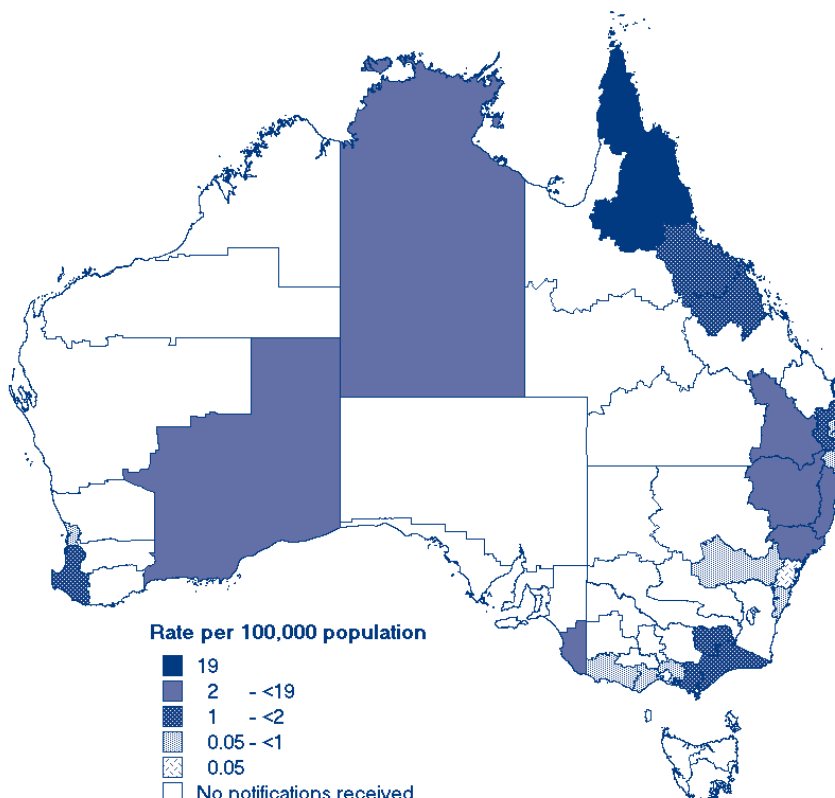 Rate per 100,000 population
19
2 - <19
1 - <2
0.05 - <1
0.05
No notifications received